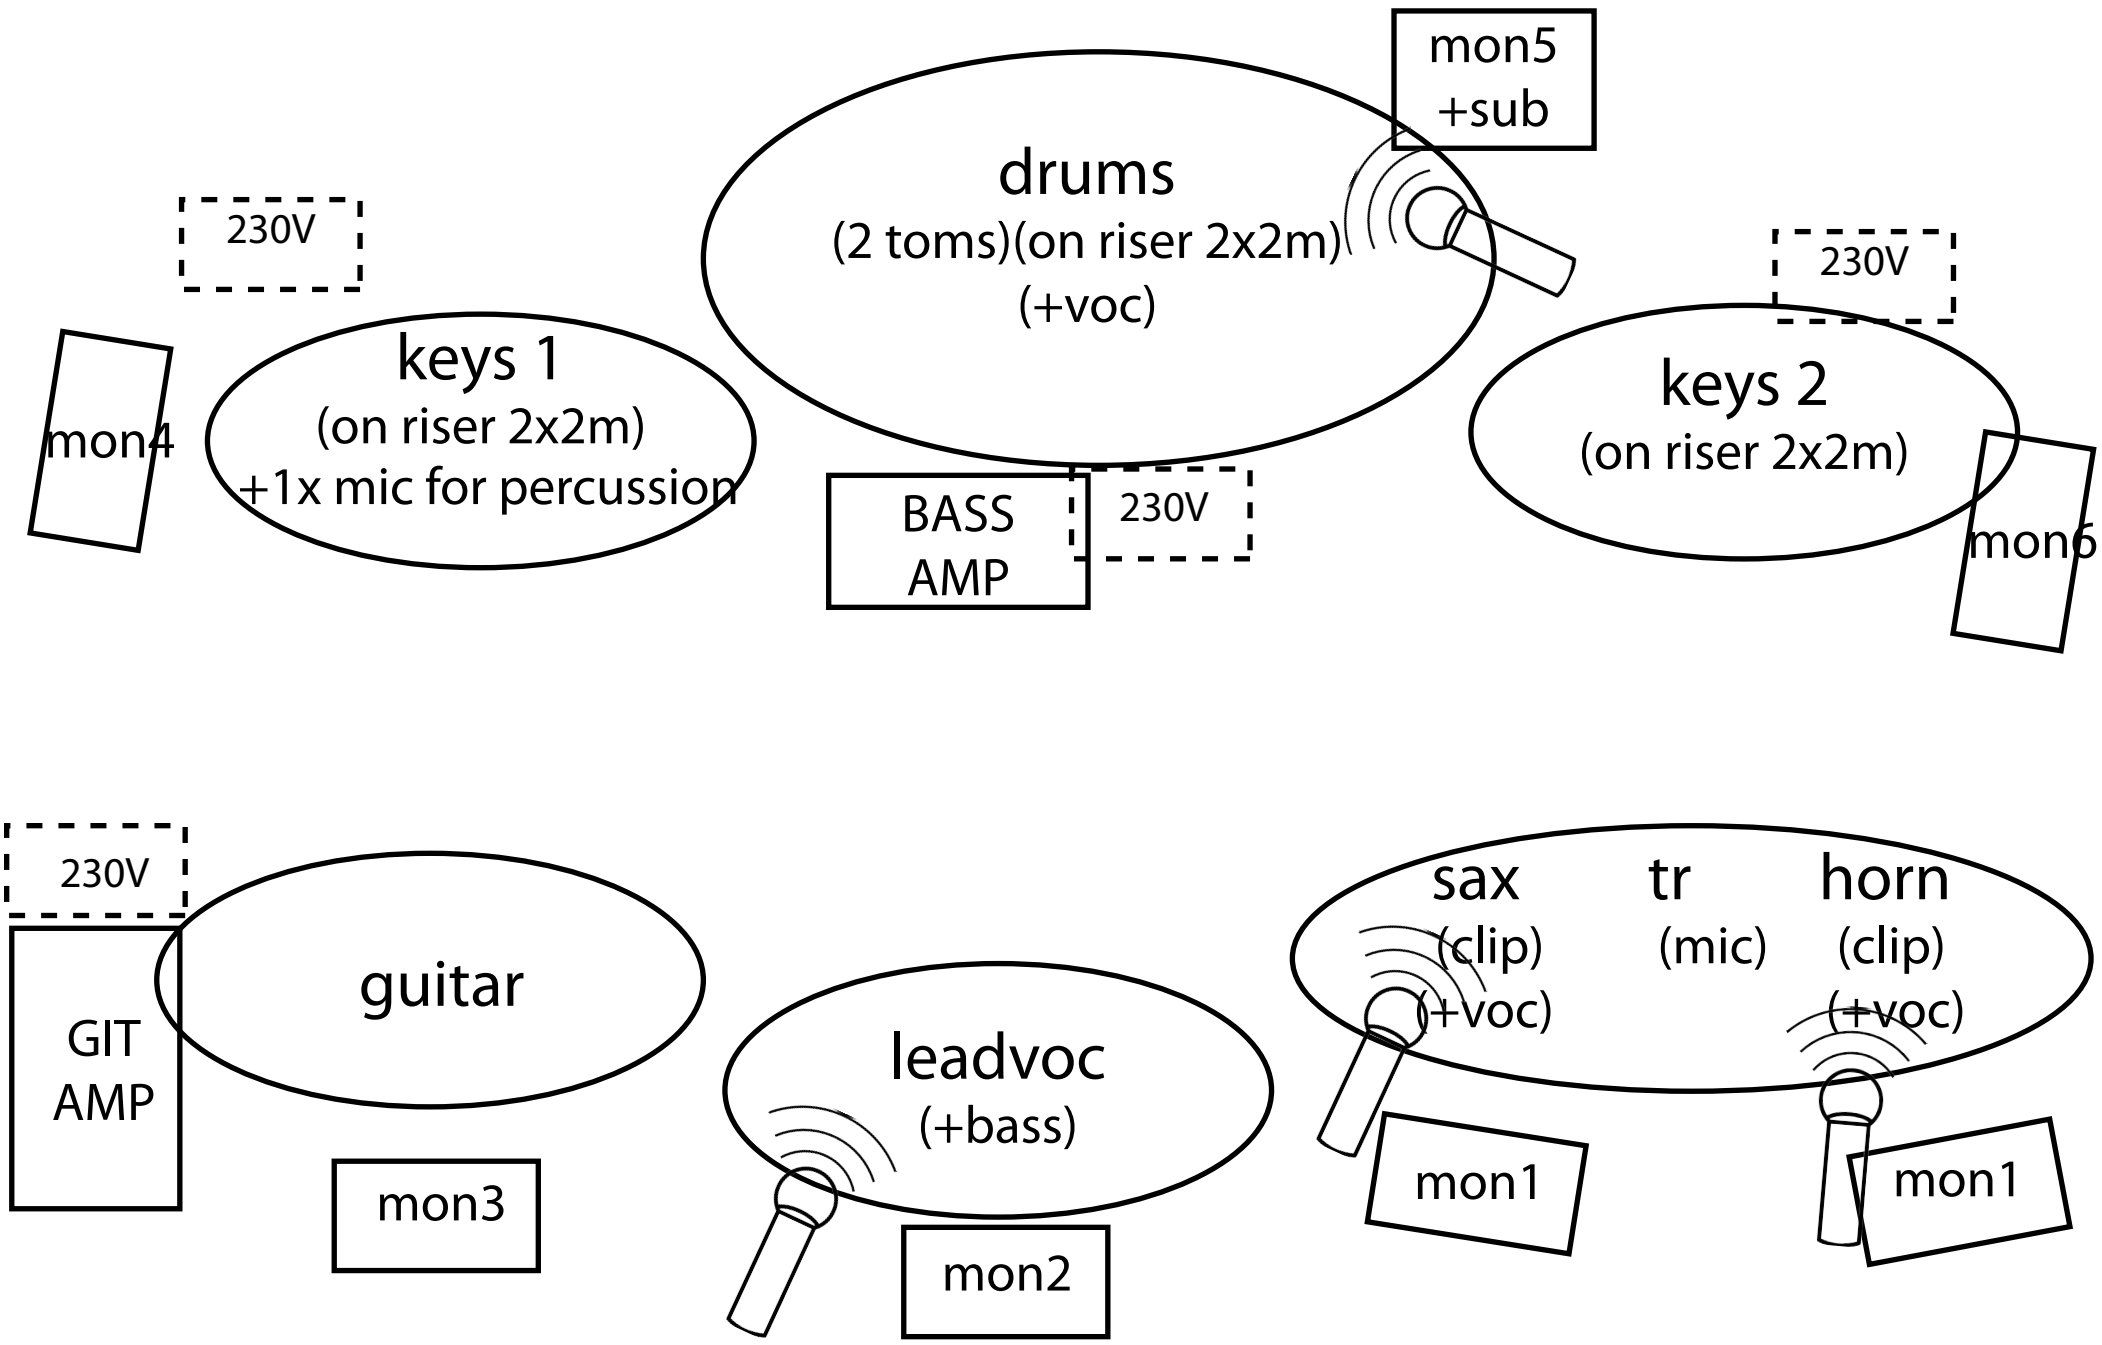 mon5
+sub
drums
(2 toms)(on riser 2x2m)
(+voc)
230V
230V
keys 1
(on riser 2x2m)
+1x mic for percussion
mon4
keys 2
(on riser 2x2m)
mon6
BASS
AMP
230V
230V
GIT
AMP
guitar
mon3
leadvoc
(+bass)
mon2
sax tr horn
(clip) (mic) (clip)
(+voc) (+voc)
mon1 mon1